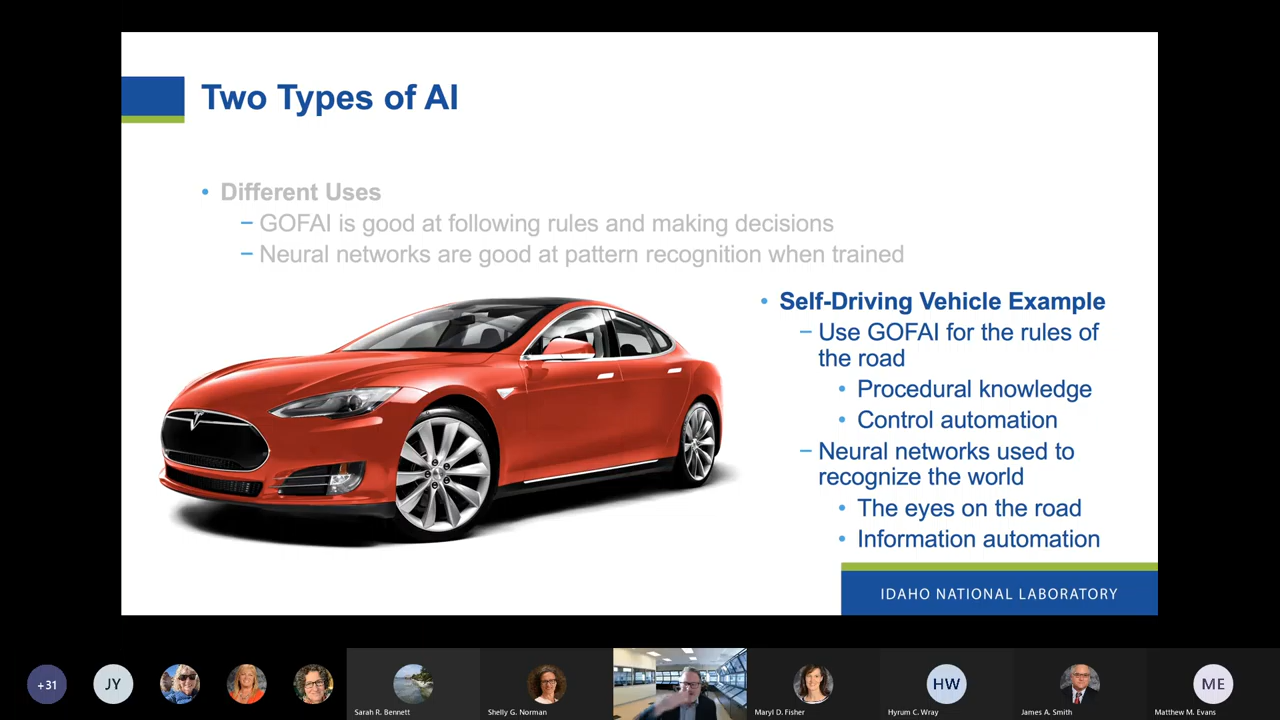 Two Types of AI
• Different Uses
– GOFAI is good at following rules and making decisions
– Neural networks are good at pattern recognition when trained
• Self-Driving Vehicle Example
– Use GOFAI for the rules of
the road
• Procedural knowledge
• Control automation
– Neural networks used to
recognize the world
• The eyes on the road
• Information automation
IDAHO NATIONAL LABORATORY
+31
JY
HW
ME
Sarah R. Bennett
Shelly G. Norman
Maryl D. Fisher
Hyrum C. Wray
James A. Smith
Matthew M. Evans